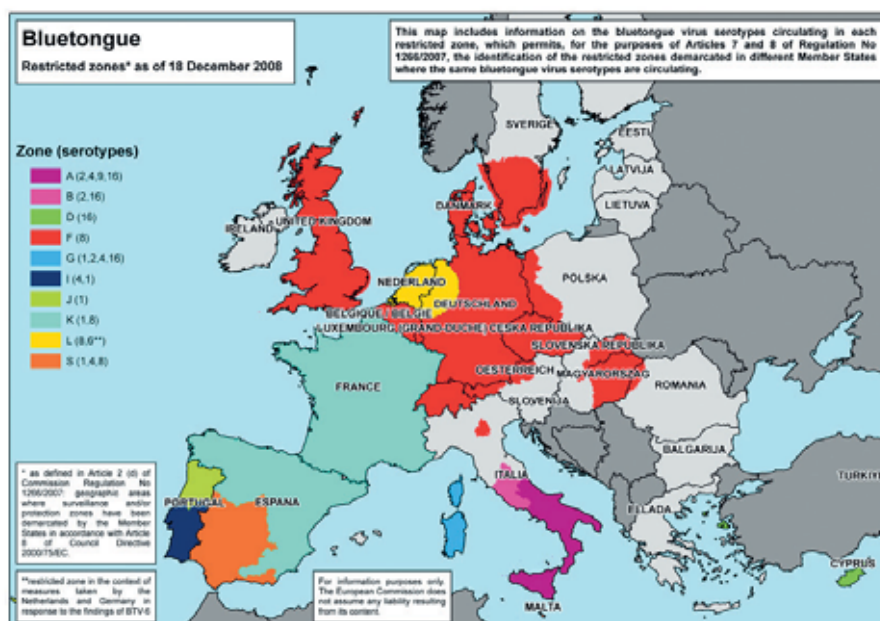 Bluetongue
Restricted zones* as of 18 December 2008
This map includes information on the bluetongue virus serotypes circulating in each
restricted zone, which permits, for the purposes of Articles 7 and 8 of Regulation No
1266/2007, the identification of the restricted zones demarcated in different Member States
where the same bluetongue virus serotypes are circulating.
Zone (serotypes)
A (2,4,9,16)
B (2,16)
D (16)
F (8)
G (1,2,4,16)
I (4,1)
J (1)
K (1,8)
L (8,6**)
S (1,4,8)
SVERIGE
EESTI
LATVIJA
LIETUVA
DANMARK
IRELAND
UNITED KINGDOM
NEDERLAND
POLSKA
DEUTSCHLAND
BELGIQUE / BELGIE
LUXEMBOURG (GRAND-DUCHE)
CESKA REPUBLIKA
SLOVENSKA REPUBLIKA
OESTERREICH
MAGYARORSZAG
FRANCE
SLOVENIJA
ROMANIA
BALGARIJA
ITALIA
PORTUGAL
ESPANA
ELLADA
TURKIYE
CYPRUS
MALTA
* as defined in Article 2 (d) of
Commission Regulation No
1266/2007: geographic areas
where surveillance and/or
protection zones have been
demarcated by the Member
States in accordance with Article
8 of Council Directive
2000/75/EC.
**restricted zone in the context of
measures taken by the
Netherlands and Germany in
response to the findings of BTV-6
For information purposes only.
The European Commission does
not assume any liability resulting
from its content.